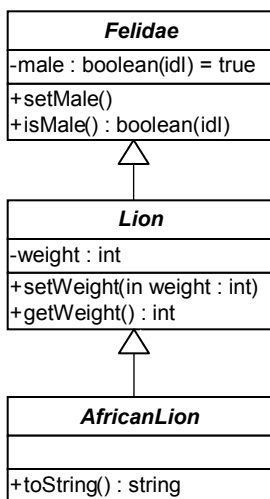 Felidae
-male : boolean(idl) = true
+setMale()
+isMale() : boolean(idl)
Lion
-weight : int
+setWeight(in weight : int)
+getWeight() : int
AfricanLion
+toString() : string